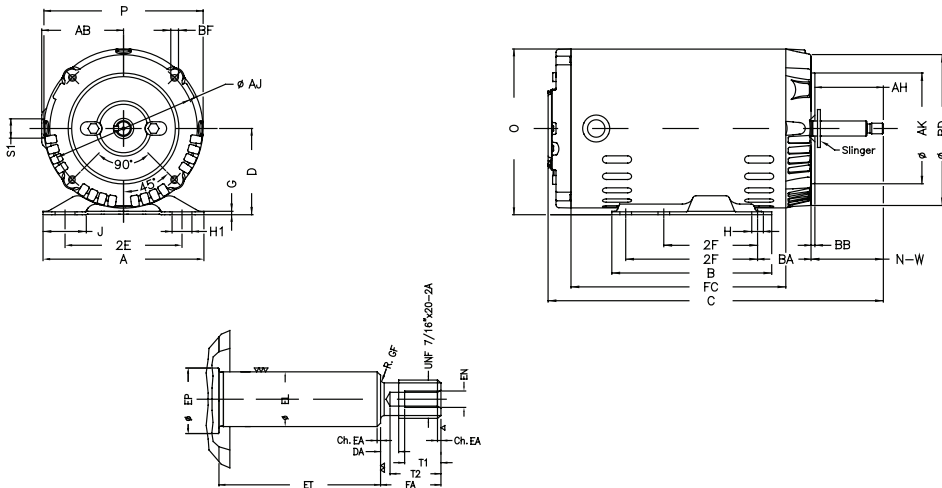 P
AB
BF
ø AJ
S1
90°
45°
G
D
J
H1
2E
A
O
AH
ø AK
ø BD
Slinger
H
2F
BB
2F
BA
N-W
B
FC
C
UNF 7/16"x20-2A
R.GF
EN
ø EP
ø EL
Ch.EA
Ch.EA
DA
T1
T2
ET
FA